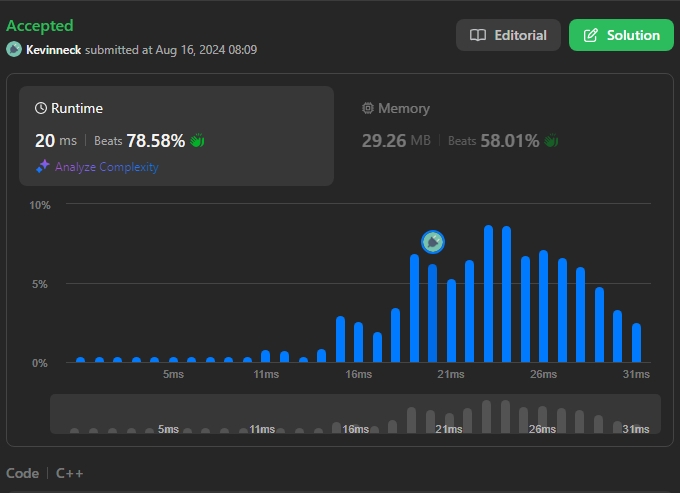 Accepted
Kevinneck submitted at Aug 16, 2024 08:09
Editorial
Solution
Runtime
20 ms | Beats 78.58%
Analyze Complexity
Memory
29.26 MB | Beats 58.01%
10%
5%
0%
5ms 11ms 16ms 21ms 26ms 31ms
5ms 11ms 16ms 21ms 26ms 31ms
Code | C++